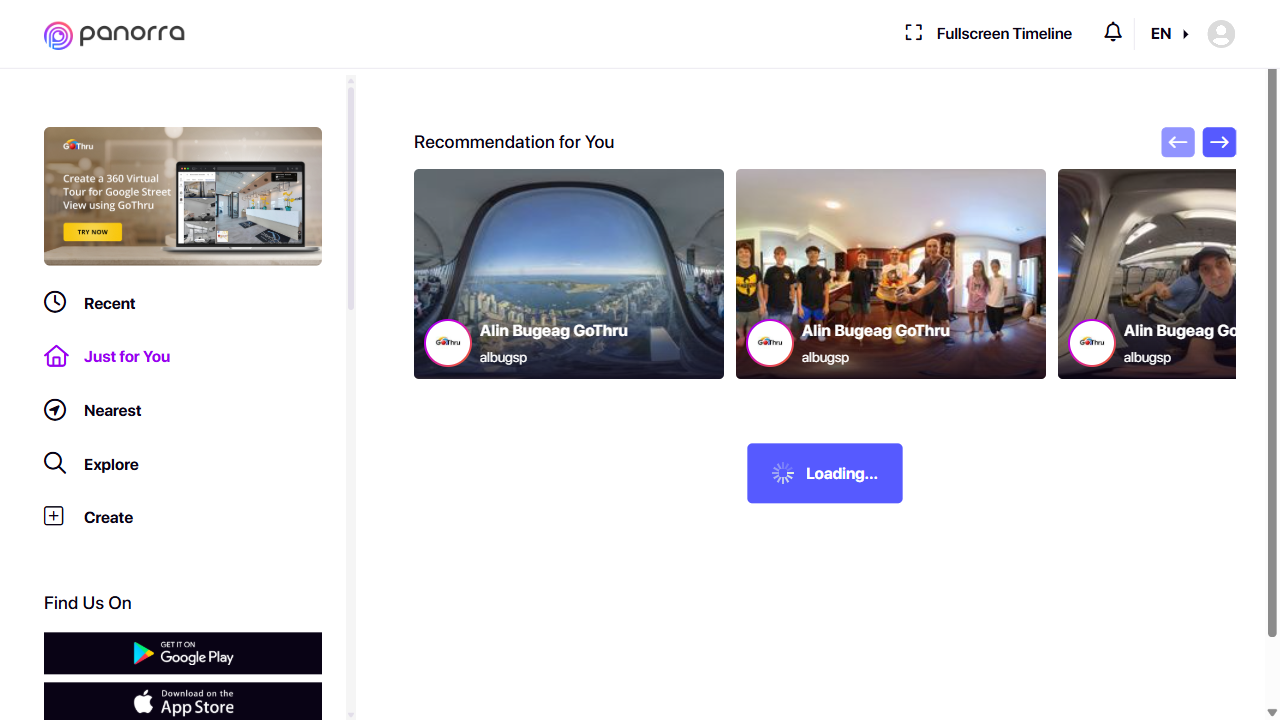 panorra
Fullscreen Timeline
EN
GoThru
Create a 360 Virtual
Tour for Google Street
View using GoThru
TRY NOW
Recent
Just for You
Nearest
Explore
Create
Find Us On
GET IT ON
Google Play
Download on the
App Store
Recommendation for You
GoThru
Alin Bugeag GoThru
albugsp
GoThru
Alin Bugeag GoThru
albugsp
GoThru
Alin Bugeag Go
albugsp
Loading...